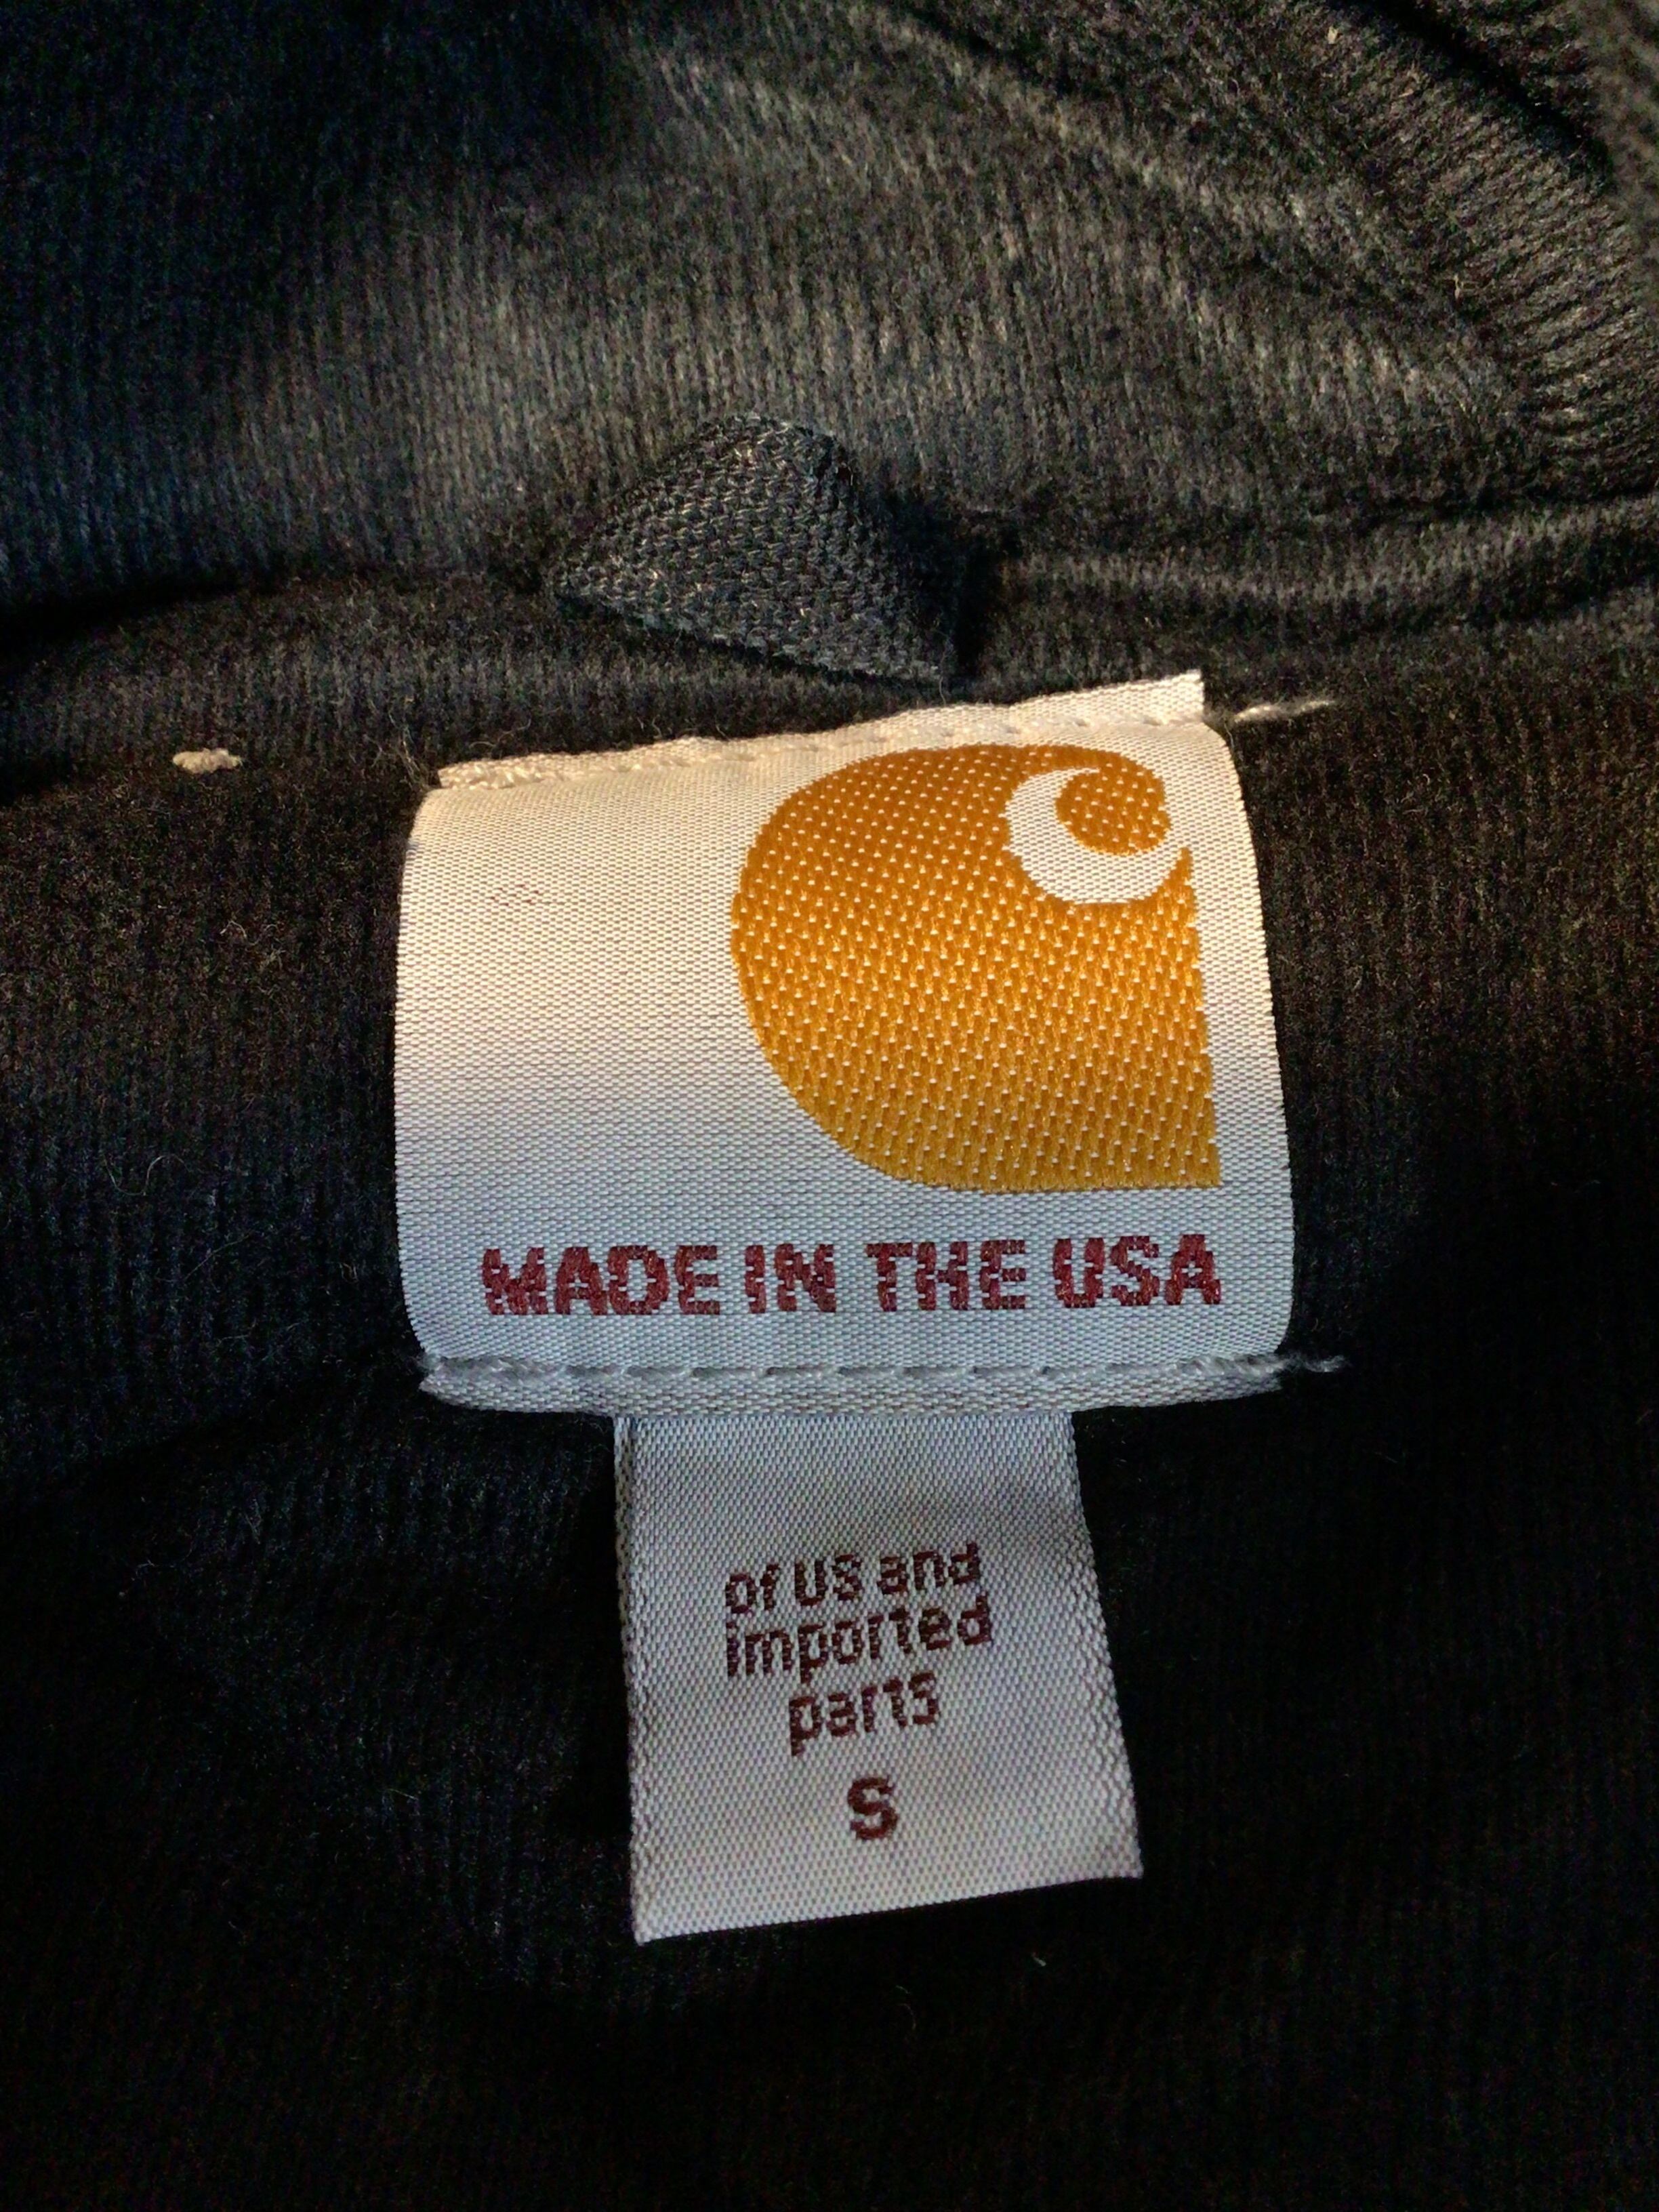 MADE IN THE USA
of US and
imported
parts
S